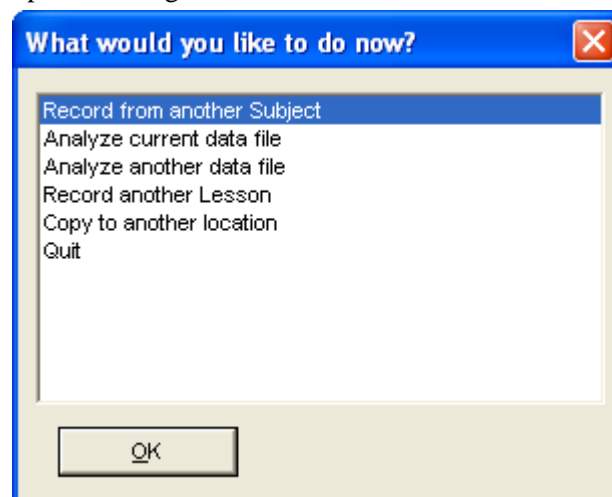 What would you like to do now?
Record from another Subject
Analyze current data file
Analyze another data file
Record another Lesson
Copy to another location
Quit
OK